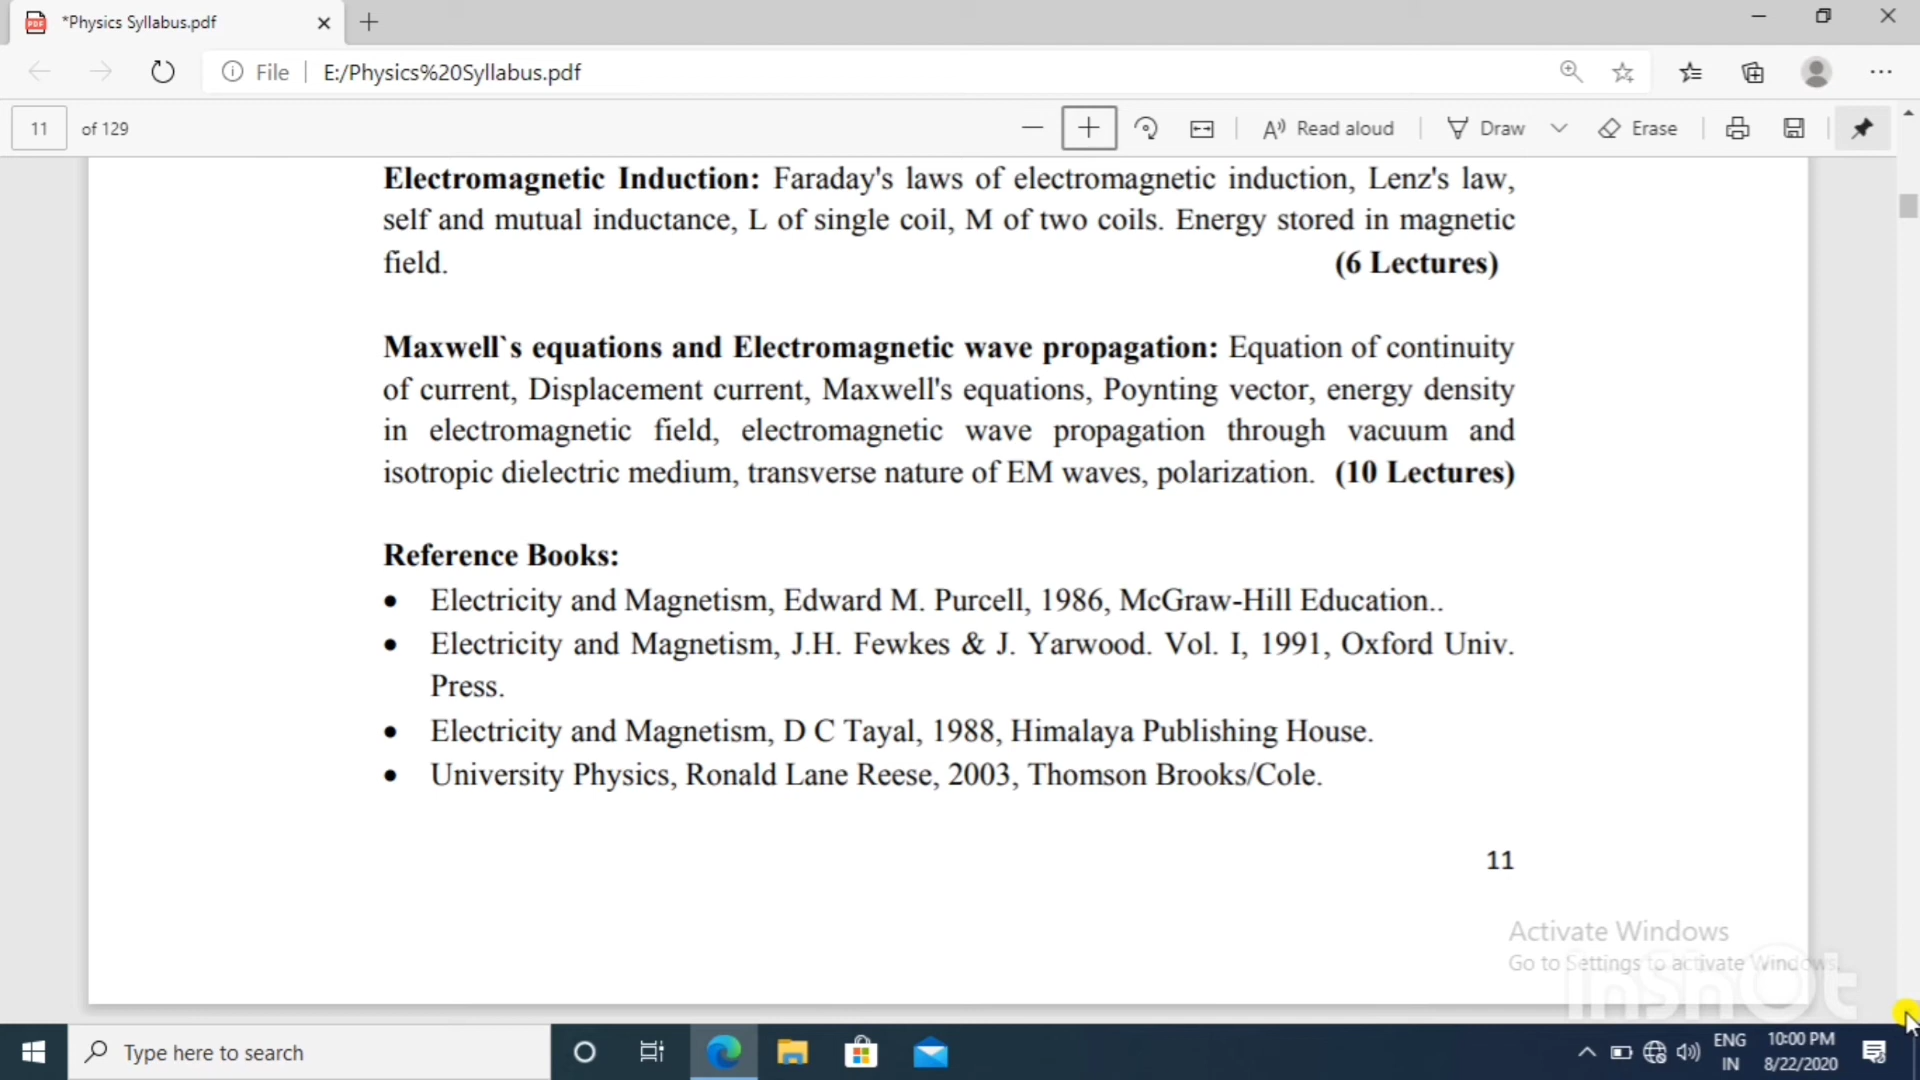 *Physics Syllabus.pdf
File
E:/Physics%20Syllabus.pdf
11 of 129
Read aloud
Draw
Erase
Electromagnetic Induction: Faraday's laws of electromagnetic induction, Lenz's law,
self and mutual inductance, L of single coil, M of two coils. Energy stored in magnetic
field. (6 Lectures)
Maxwell`s equations and Electromagnetic wave propagation: Equation of continuity
of current, Displacement current, Maxwell's equations, Poynting vector, energy density
in electromagnetic field, electromagnetic wave propagation through vacuum and
isotropic dielectric medium, transverse nature of EM waves, polarization. (10 Lectures)
Reference Books:
• Electricity and Magnetism, Edward M. Purcell, 1986, McGraw-Hill Education..
• Electricity and Magnetism, J.H. Fewkes & J. Yarwood. Vol. I, 1991, Oxford Univ.
Press.
• Electricity and Magnetism, D C Tayal, 1988, Himalaya Publishing House.
• University Physics, Ronald Lane Reese, 2003, Thomson Brooks/Cole.
11
Activate Windows
Go to Settings to activate Windows.
InShOt
Type here to search
ENG
IN
10:00 PM
8/22/2020